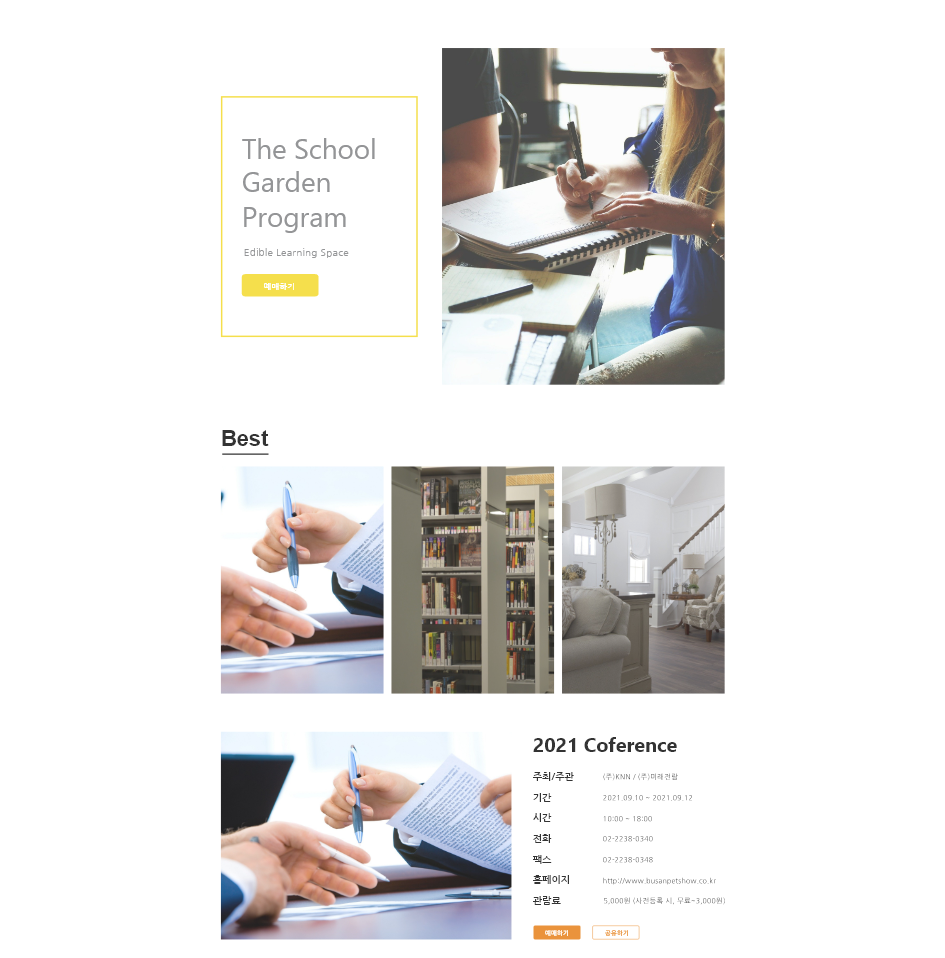 The School
Garden
Program
Edible Learning Space
예매하기
Best
2021 Coference
주최/주관 (주)KNN / (주)미래전람
기간 2021.09.10 ~ 2021.09.12
시간 10:00 ~ 18:00
전화 02-2238-0340
팩스 02-2238-0348
홈페이지 http://www.busanpetshow.co.kr
관람료 5,000원 (사전등록 시, 무료~3,000원)
예매하기 공유하기